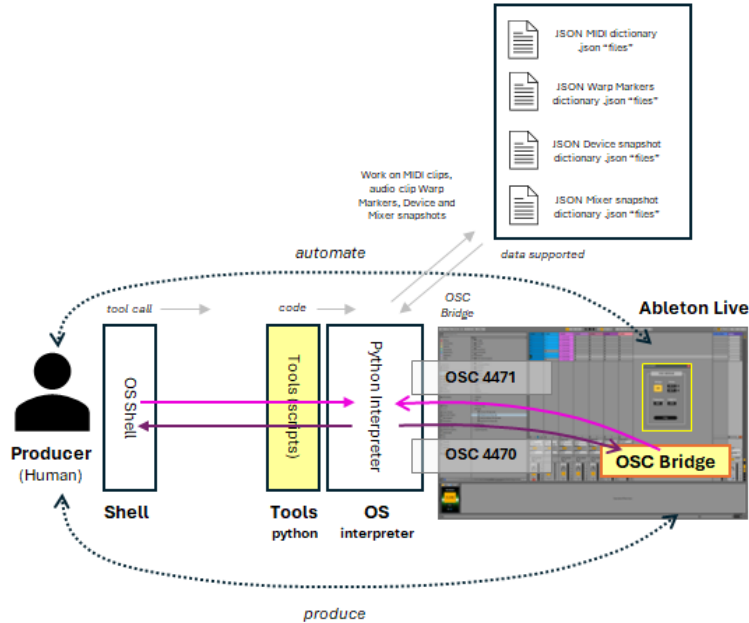 JSON MIDI dictionary
.json “files”
JSON Warp Markers
dictionary .json “files”
JSON Device snapshot
dictionary .json “files”
JSON Mixer snapshot
dictionary .json “files”
Work on MIDI clips,
audio clip Warp
Markers, Device and
Mixer snapshots
automate
data supported
tool call
code
OSC
Bridge
Ableton Live
OS Shell
Tools (scripts)
Python Interpreter
OSC 4471
OSC 4470
OSC Bridge
Producer
(Human)
Shell
Tools
python
OS
interpreter
produce